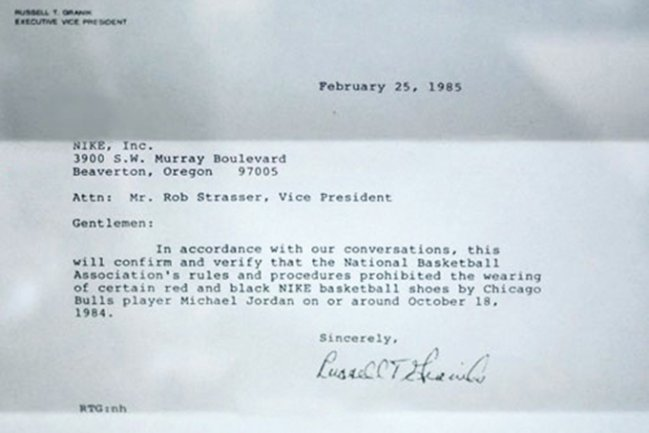 RUSSELL T. GRANIK
EXECUTIVE VICE PRESIDENT
February 25, 1985
NIKE, Inc.
3900 S.W. Murray Boulevard
Beaverton, Oregon 97005
Attn: Mr. Rob Strasser, Vice President
Gentlemen:
In accordance with our conversations, this
will confirm and verify that the National Basketball
Association's rules and procedures prohibited the wearing
of certain red and black NIKE basketball shoes by Chicago
Bulls player Michael Jordan on or around October 18,
1984.
Sincerely,
Russell T Granik
RTG:nh